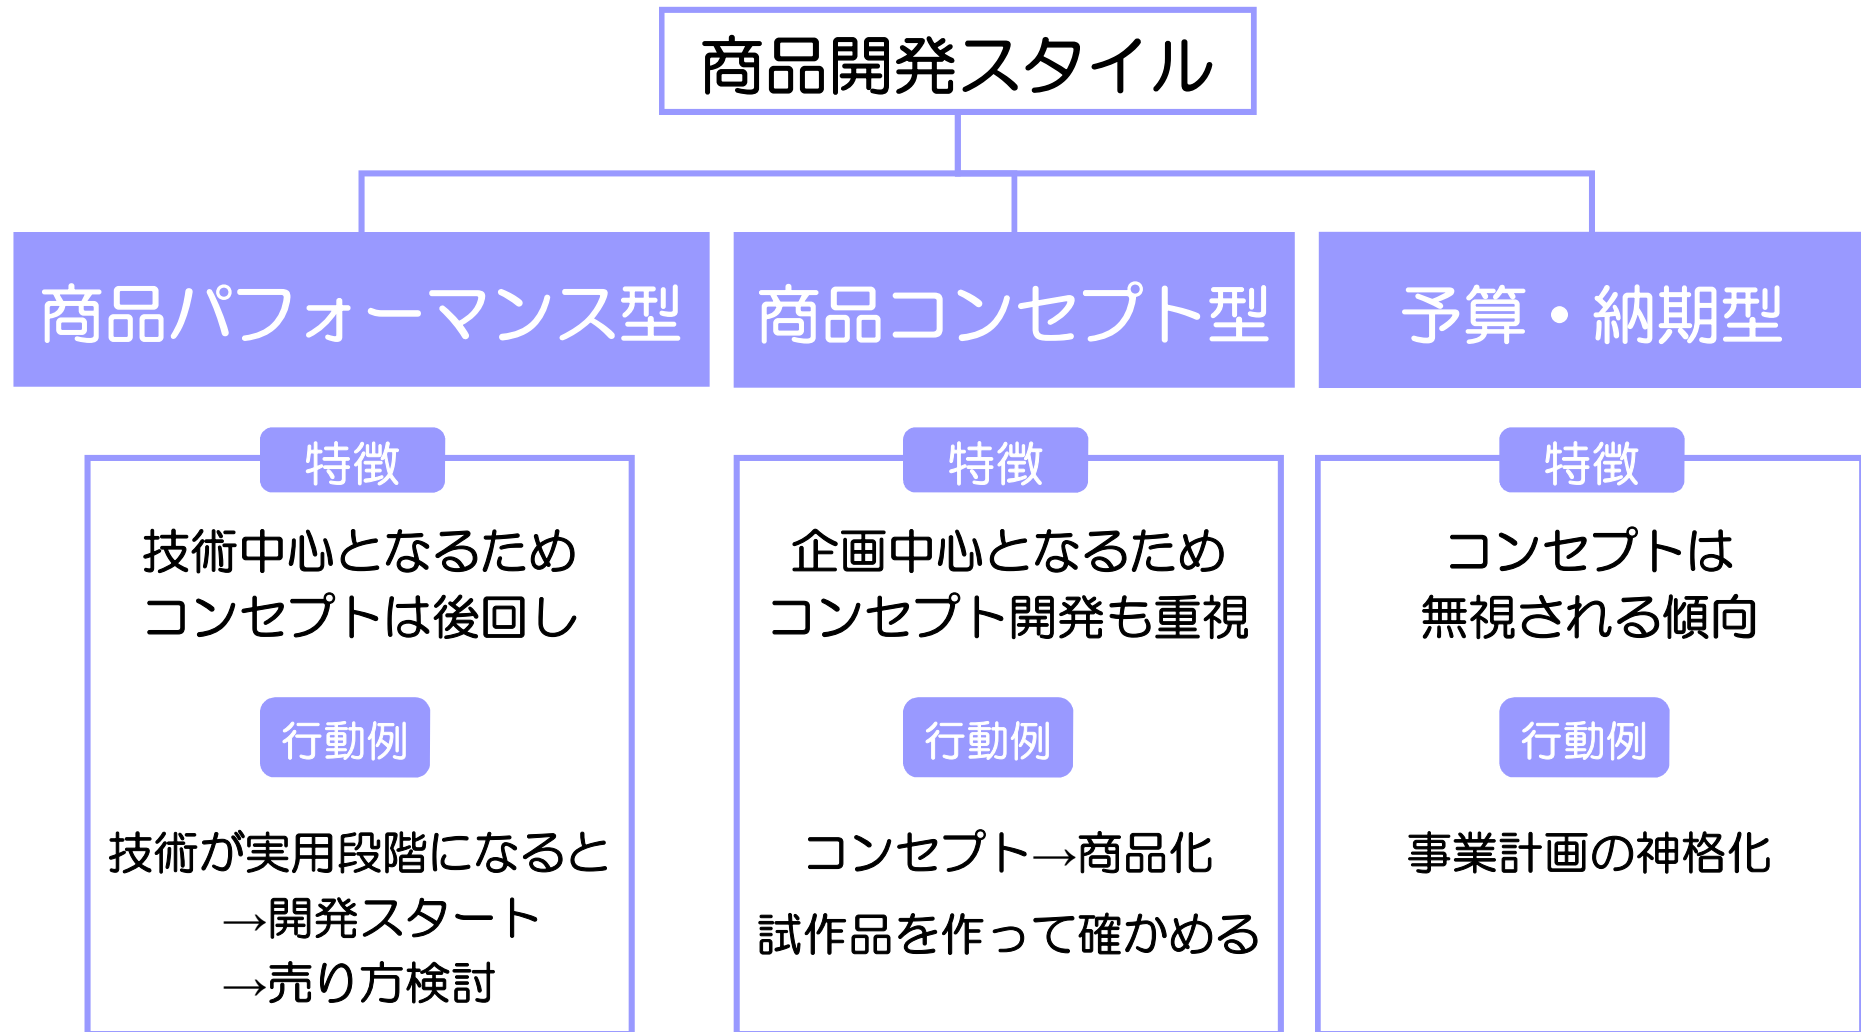 商品開発スタイル
商品パフォーマンス型
商品コンセプト型
予算・納期型
特徴
技術中心となるため
コンセプトは後回し
行動例
技術が実用段階になると
→開発スタート
→売り方検討
特徴
企画中心となるため
コンセプト開発も重視
行動例
コンセプト→商品化
試作品を作って確かめる
特徴
コンセプトは
無視される傾向
行動例
事業計画の神格化